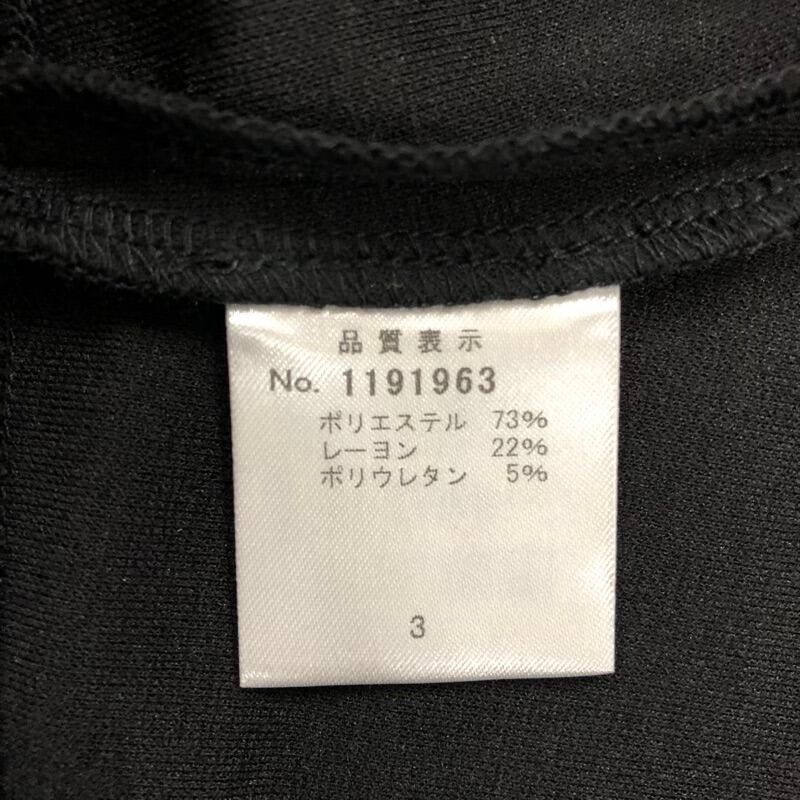 品質表示
No. 1191963
ポリエステル 73%
レーヨン 22%
ポリウレタン 5%
3